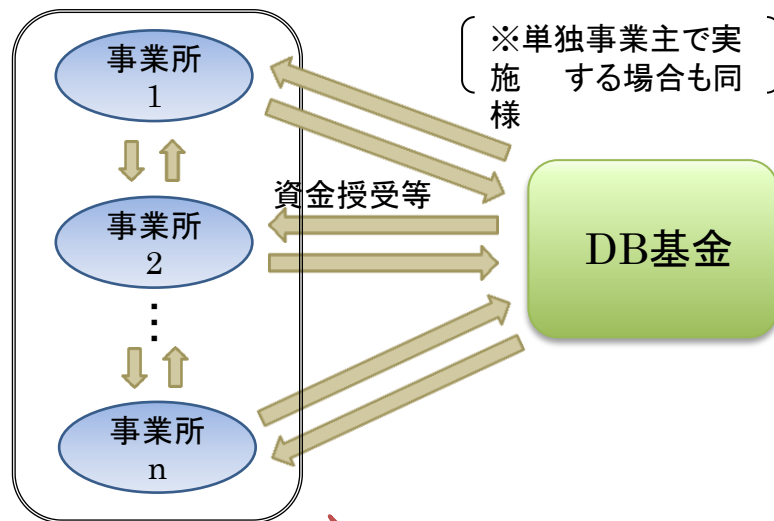 事業所
1
※単独事業主で実
施　する場合も同
様
事業所
2
資金授受等
DB基金
⋮
事業所
n